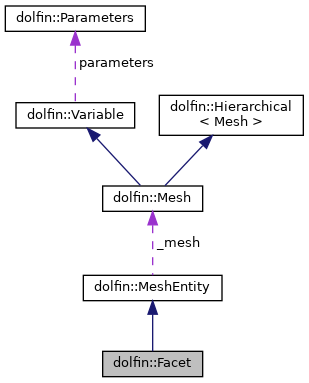 dolfin::Parameters
parameters
dolfin::Variable
dolfin::Hierarchical
< Mesh >
dolfin::Mesh
_mesh
dolfin::MeshEntity
dolfin::Facet